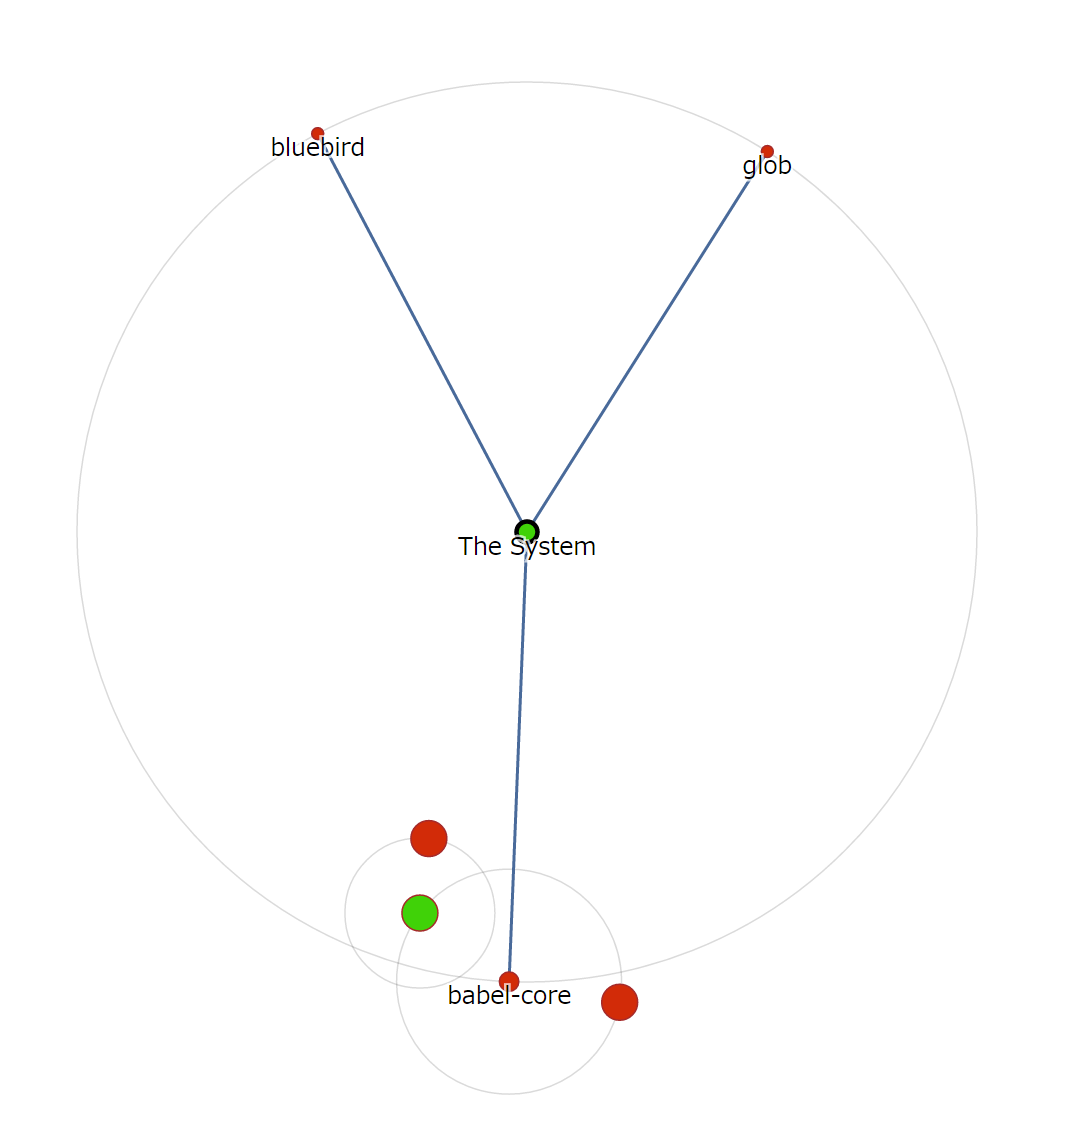 bluebird
glob
The System
babel-core